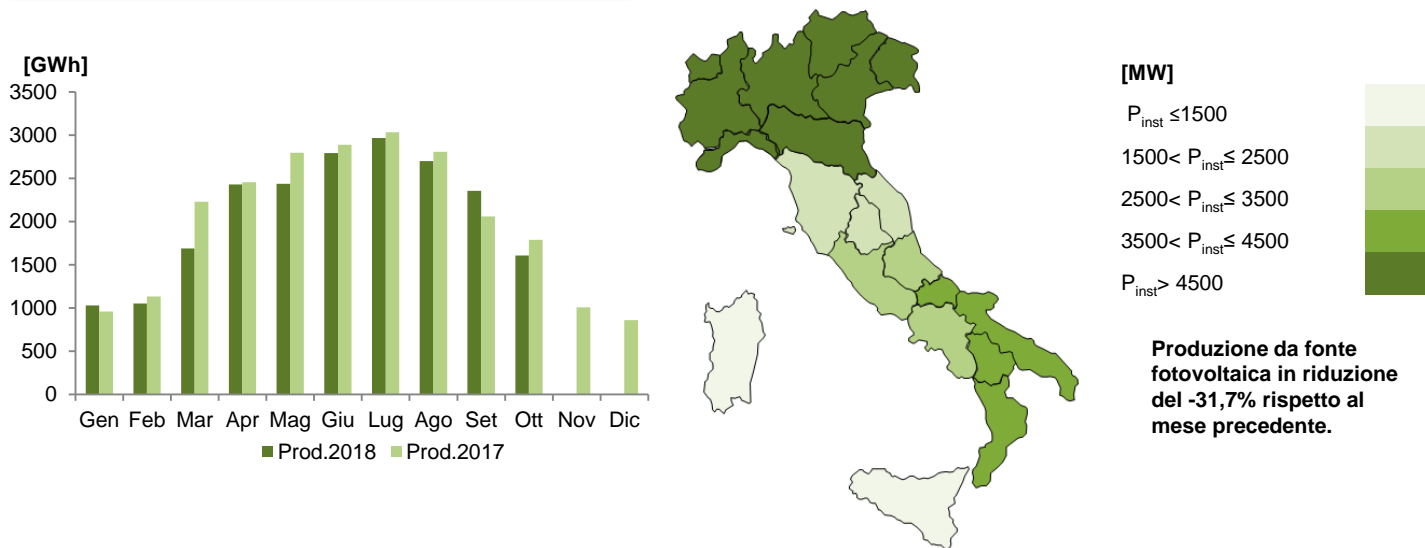 [GWh]
3500
3000
2500
2000
1500
1000
500
0
Gen Feb Mar Apr Mag Giu Lug Ago Set Ott Nov Dic
Prod.2018 Prod.2017
[MW]
Pinst ≤1500
1500< Pinst≤ 2500
2500< Pinst≤ 3500
3500< Pinst≤ 4500
Pinst> 4500
Produzione da fonte
fotovoltaica in riduzione
del -31,7% rispetto al
mese precedente.